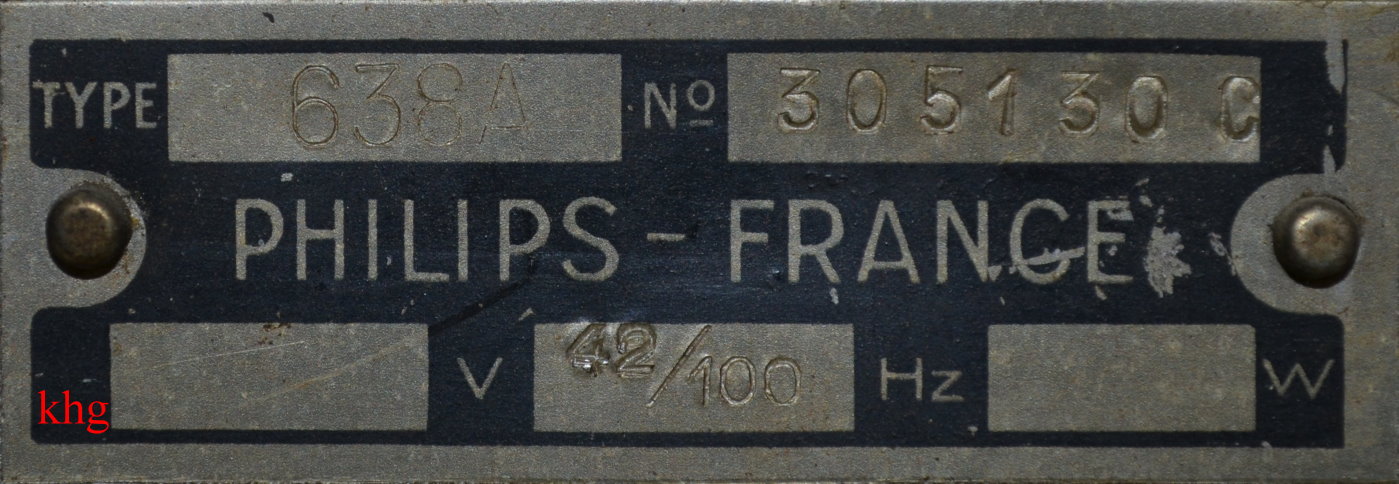 TYPE 638A Nº 305130 C
PHILIPS - FRANCE
V 42/100 Hz W
khg